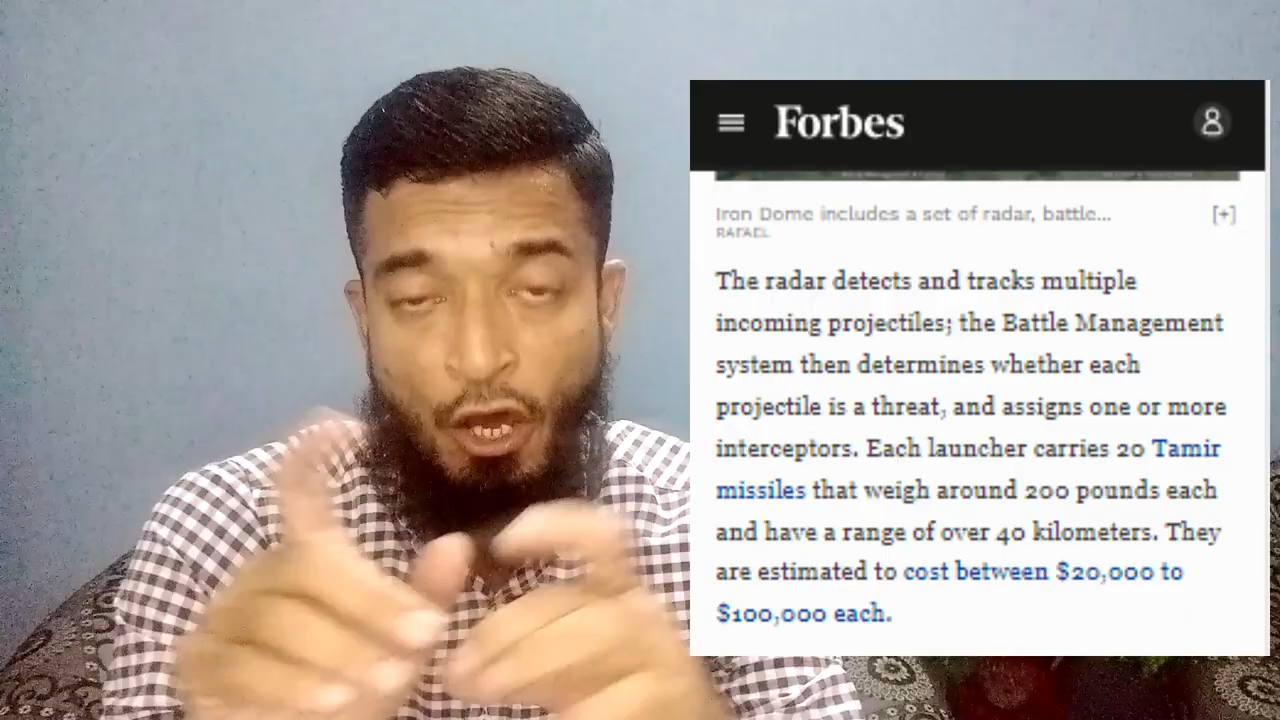 Forbes
Iron Dome includes a set of radar, battle... [+]
RAFAEL
The radar detects and tracks multiple
incoming projectiles; the Battle Management
system then determines whether each
projectile is a threat, and assigns one or more
interceptors. Each launcher carries 20 Tamir
missiles that weigh around 200 pounds each
and have a range of over 40 kilometers. They
are estimated to cost between $20,000 to
$100,000 each.